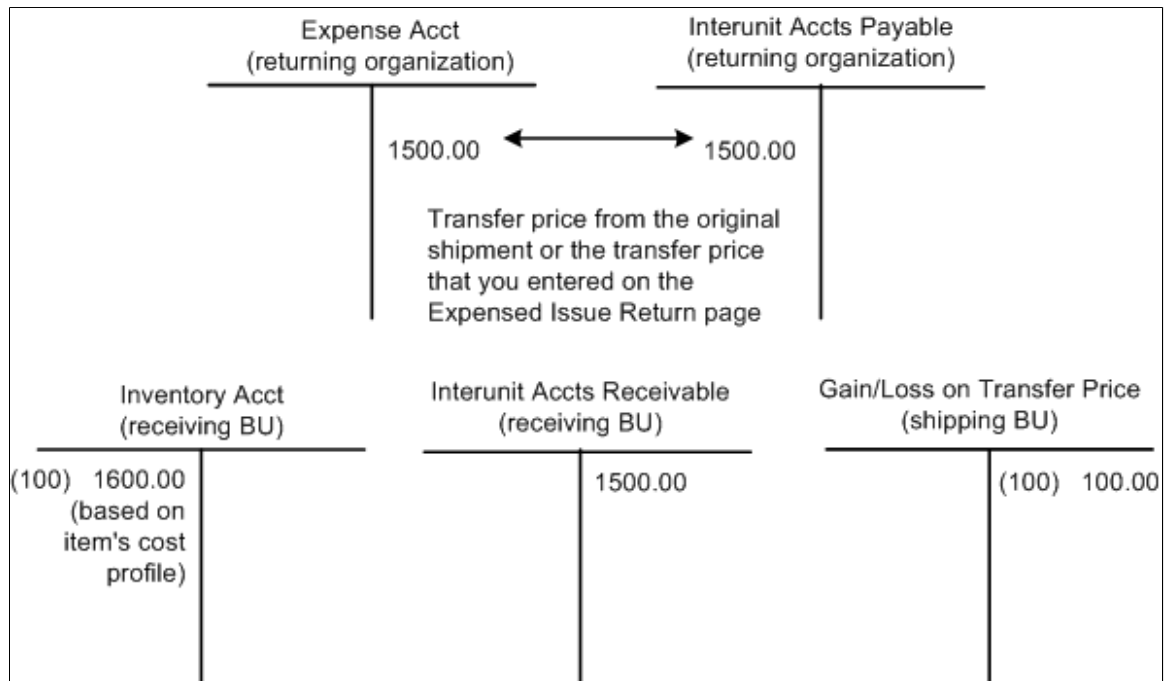 Expense Acct
(returning organization)
Interunit Accts Payable
(returning organization)
1500.00
1500.00
Transfer price from the original
shipment or the transfer price
that you entered on the
Expensed Issue Return page
Inventory Acct
(receiving BU)
Interunit Accts Receivable
(receiving BU)
Gain/Loss on Transfer Price
(shipping BU)
(100) 1600.00
(based on
item's cost
profile)
1500.00
(100) 100.00